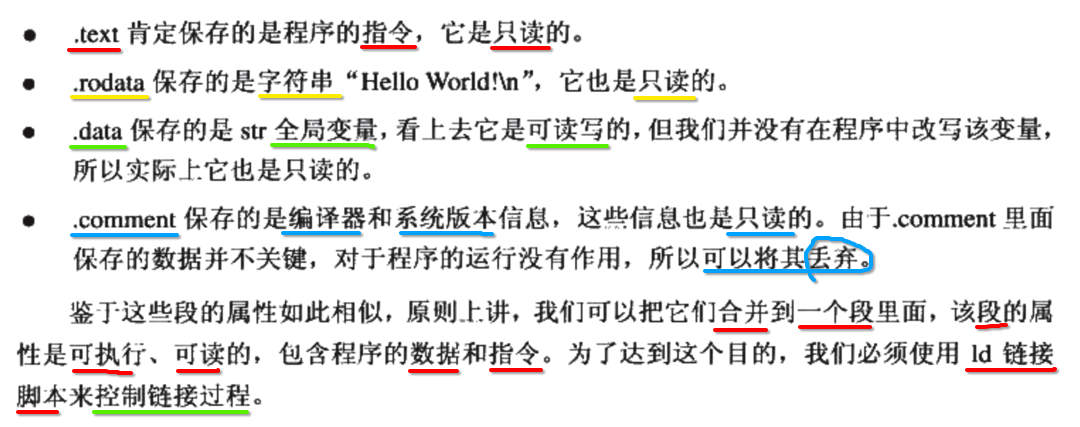 ● .text 肯定保存的是程序的指令，它是只读的。
● .rodata 保存的是字符串“Hello World!\n”，它也是只读的。
● .data 保存的是 str 全局变量，看上去它是可读写的，但我们并没有在程序中改写该变量，
所以实际上它也是只读的。
● .comment 保存的是编译器和系统版本信息，这些信息也是只读的。由于.comment 里面
保存的数据并不关键，对于程序的运行没有作用，所以可以将其丢弃。
鉴于这些段的属性如此相似，原则上讲，我们可以把它们合并到一个段里面，该段的属
性是可执行、可读的，包含程序的数据和指令。为了达到这个目的，我们必须使用 ld 链接
脚本来控制链接过程。